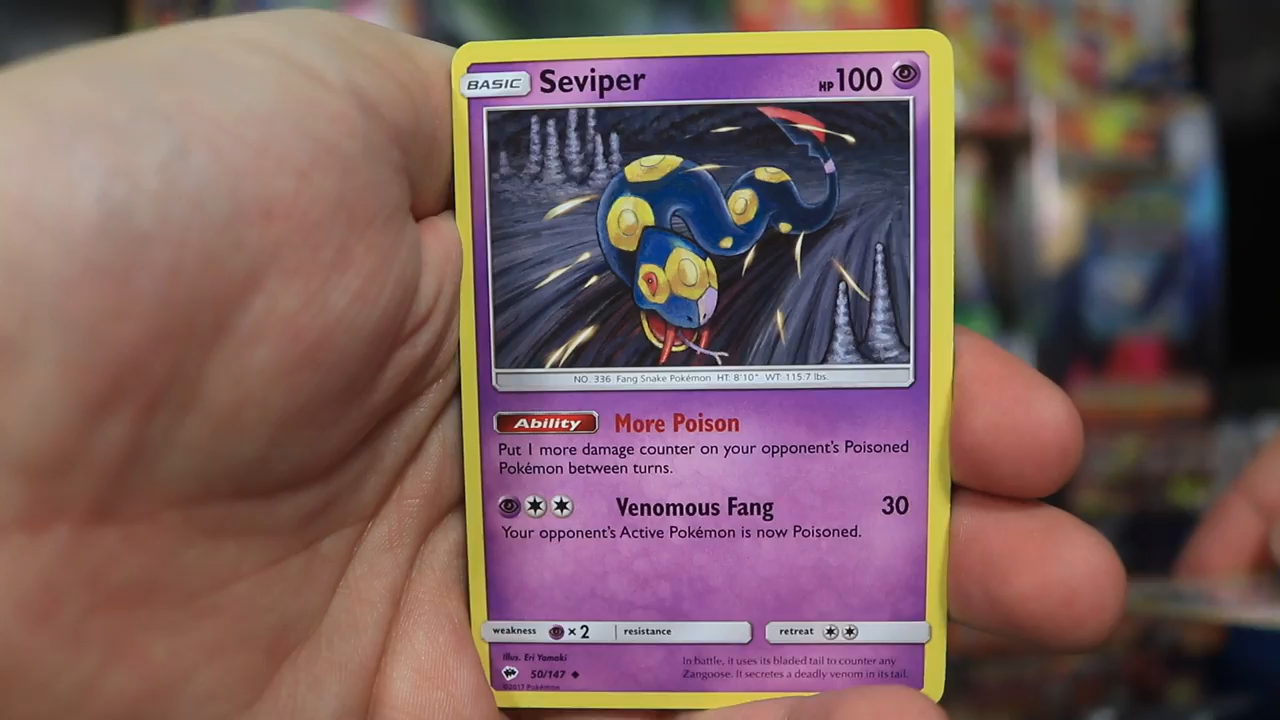 BASIC Seviper HP 100
NO. 336 Fang Snake Pokémon HT: 8'10" WT: 115.7 lbs.
Ability More Poison
Put 1 more damage counter on your opponent's Poisoned
Pokémon between turns.
Venomous Fang 30
Your opponent's Active Pokémon is now Poisoned.
weakness ×2 resistance retreat
Illus. Eri Yamaki
In battle, it uses its bladed tail to counter any
Zangoose. It secretes a deadly venom in its tail.
50/147
©2017 Pokémon